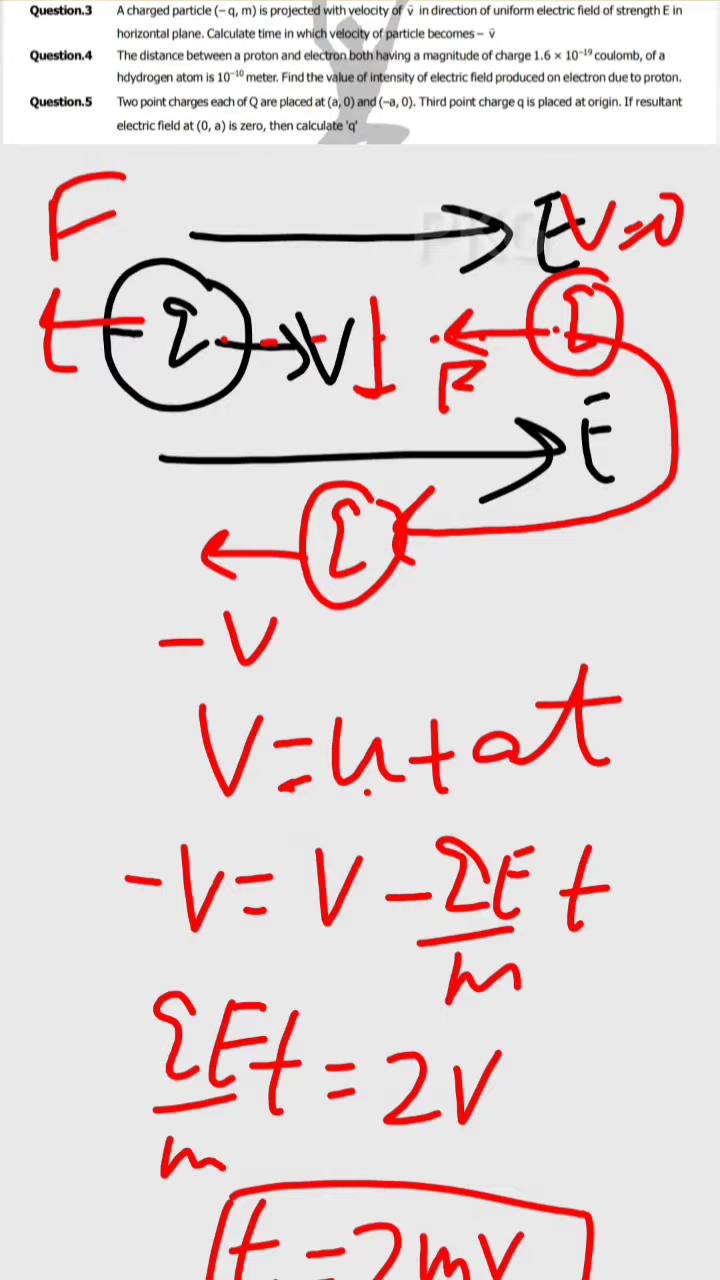 Question.3 A charged particle (– q, m) is projected with velocity of v̄ in direction of uniform electric field of strength E in
horizontal plane. Calculate time in which velocity of particle becomes – v̄
Question.4 The distance between a proton and electron both having a magnitude of charge 1.6 × 10⁻¹⁹ coulomb, of a
hdydrogen atom is 10⁻¹⁰ meter. Find the value of intensity of electric field produced on electron due to proton.
Question.5 Two point charges each of Q are placed at (a, 0) and (–a, 0). Third point charge q is placed at origin. If resultant
electric field at (0, a) is zero, then calculate 'q'
F E V=0
-q V F
E
-V
V=u+at
-V= V - qE/m t
qE/m t = 2V
t = 2mV